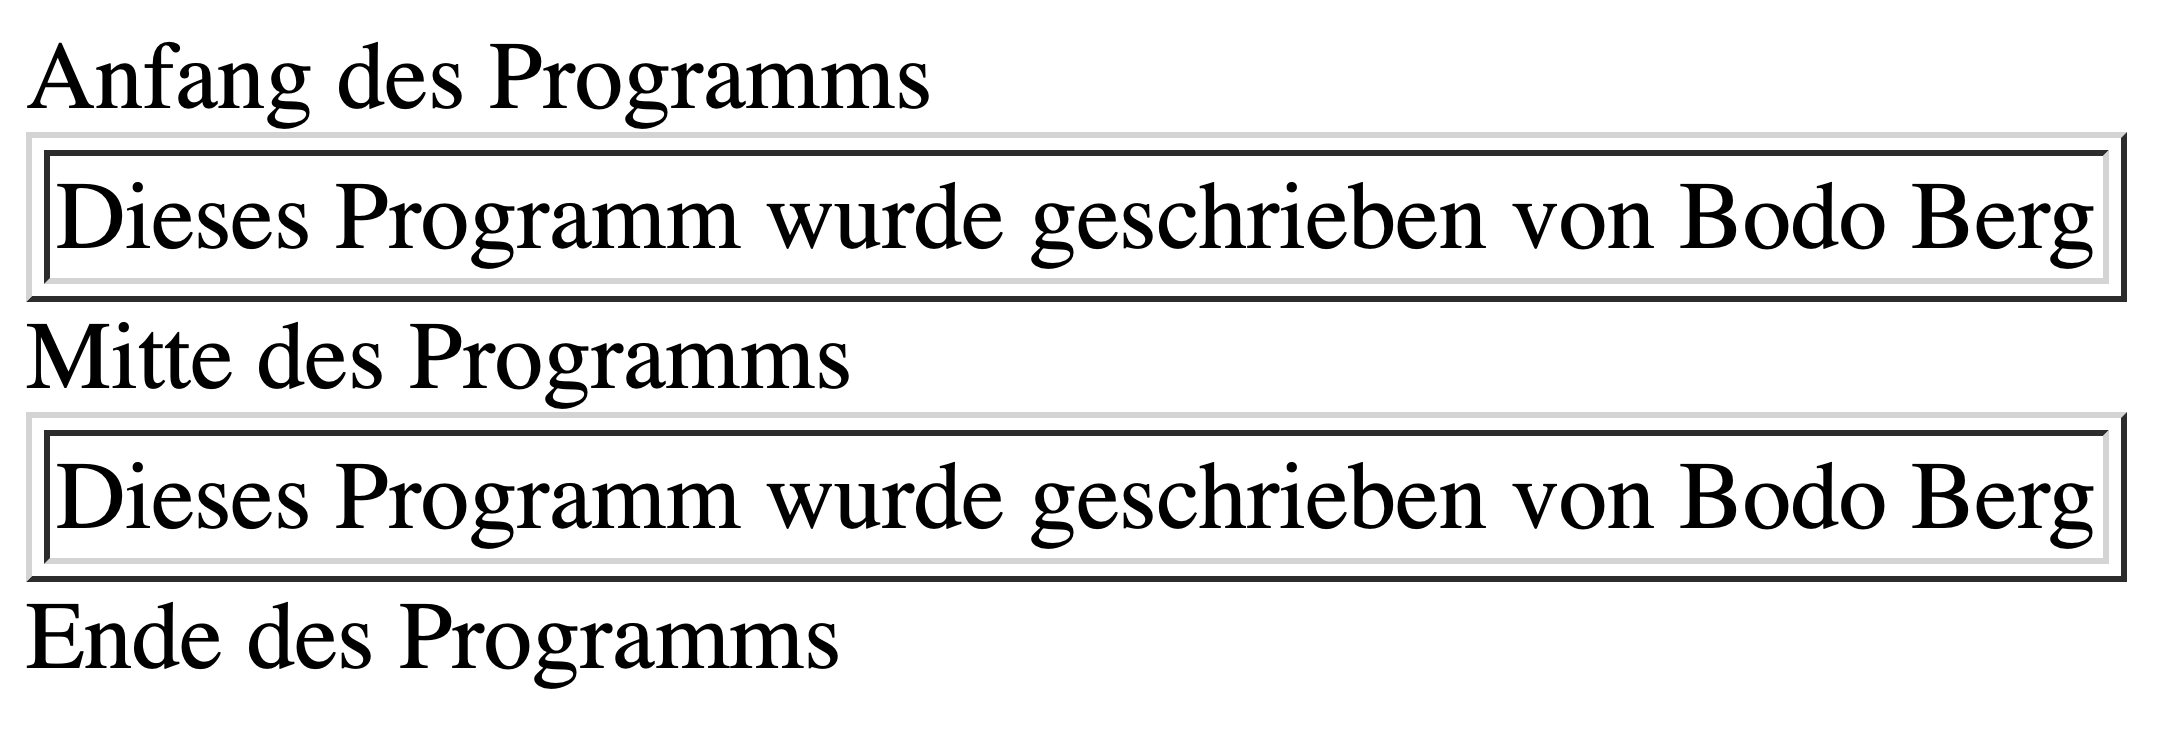 Anfang des Programms
Dieses Programm wurde geschrieben von Bodo Berg
Mitte des Programms
Dieses Programm wurde geschrieben von Bodo Berg
Ende des Programms